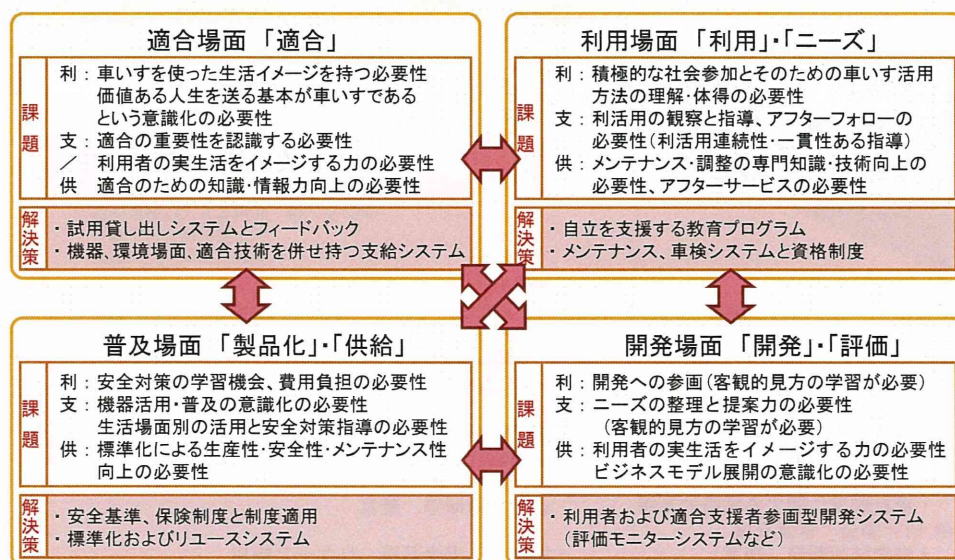 適合場面 「適合」
課題
利：車いすを使った生活イメージを持つ必要性
価値ある人生を送る基本が車いすである
という意識化の必要性
支：適合の重要性を認識する必要性
／ 利用者の実生活をイメージする力の必要性
供 適合のための知識･情報力向上の必要性
解決策
・試用貸し出しシステムとフィードバック
・機器、環境場面、適合技術を併せ持つ支給システム
利用場面 「利用」･「ニーズ」
課題
利：積極的な社会参加とそのための車いす活用
方法の理解･体得の必要性
支：利活用の観察と指導、アフターフォローの
必要性(利活用連続性･一貫性ある指導)
供：メンテナンス･調整の専門知識･技術向上の
必要性、アフターサービスの必要性
解決策
・自立を支援する教育プログラム
・メンテナンス、車検システムと資格制度
普及場面 「製品化」･「供給」
課題
利：安全対策の学習機会、費用負担の必要性
支：機器活用･普及の意識化の必要性
生活場面別の活用と安全対策指導の必要性
供：標準化による生産性･安全性･メンテナンス性
向上の必要性
解決策
・安全基準、保険制度と制度適用
・標準化およびリユースシステム
開発場面 「開発」･「評価」
課題
利：開発への参画(客観的見方の学習が必要)
支：ニーズの整理と提案力の必要性
(客観的見方の学習が必要)
供：利用者の実生活をイメージする力の必要性
ビジネスモデル展開の意識化の必要性
解決策
・利用者および適合支援者参画型開発システム
(評価モニターシステムなど)